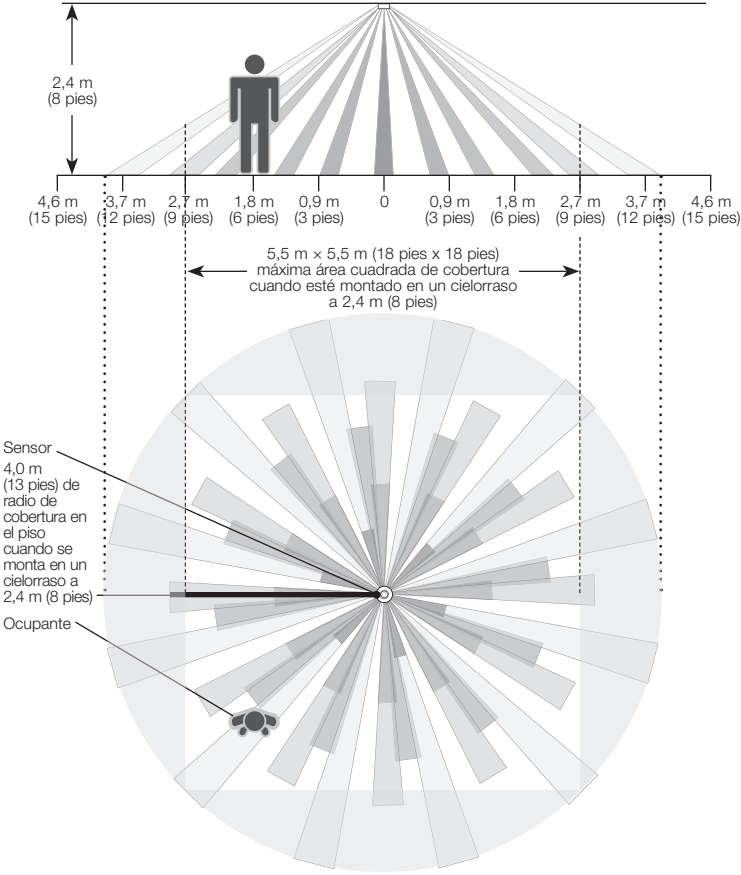 2,4 m
(8 pies)
4,6 m 3,7 m 2,7 m 1,8 m 0,9 m 0 0,9 m 1,8 m 2,7 m 3,7 m 4,6 m
(15 pies) (12 pies) (9 pies) (6 pies) (3 pies) (3 pies) (6 pies) (9 pies) (12 pies) (15 pies)
5,5 m × 5,5 m (18 pies x 18 pies)
máxima área cuadrada de cobertura
cuando esté montado en un cielorraso
a 2,4 m (8 pies)
Sensor
4,0 m
(13 pies) de
radio de
cobertura en
el piso
cuando se
monta en un
cielorraso a
2,4 m (8 pies)
Ocupante